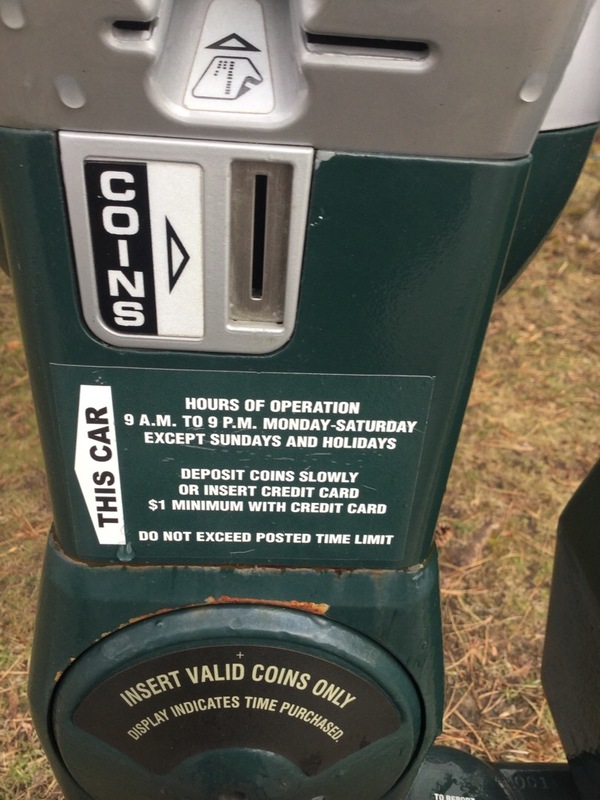 COINS
THIS CAR
HOURS OF OPERATION
9 A.M. TO 9 P.M. MONDAY-SATURDAY
EXCEPT SUNDAYS AND HOLIDAYS
DEPOSIT COINS SLOWLY
OR INSERT CREDIT CARD
$1 MINIMUM WITH CREDIT CARD
DO NOT EXCEED POSTED TIME LIMIT
INSERT VALID COINS ONLY
DISPLAY INDICATES TIME PURCHASED.
TO REPORT